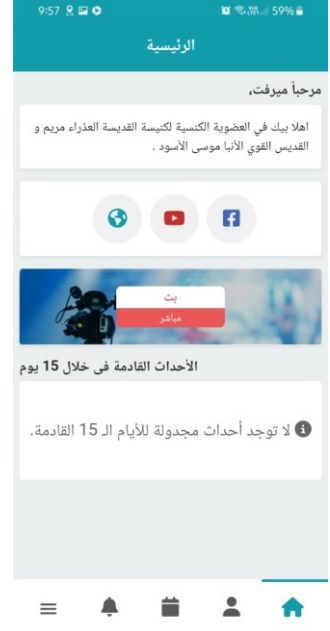 9:57
59%
الرئيسية
مرحباً ميرفت،
اهلا بيك في العضوية الكنسية لكنيسة القديسة العذراء مريم و
القديس القوي الأنبا موسى الأسود .
بث
مباشر
الأحداث القادمة فى خلال 15 يوم
لا توجد أحداث مجدولة للأيام الـ 15 القادمة.